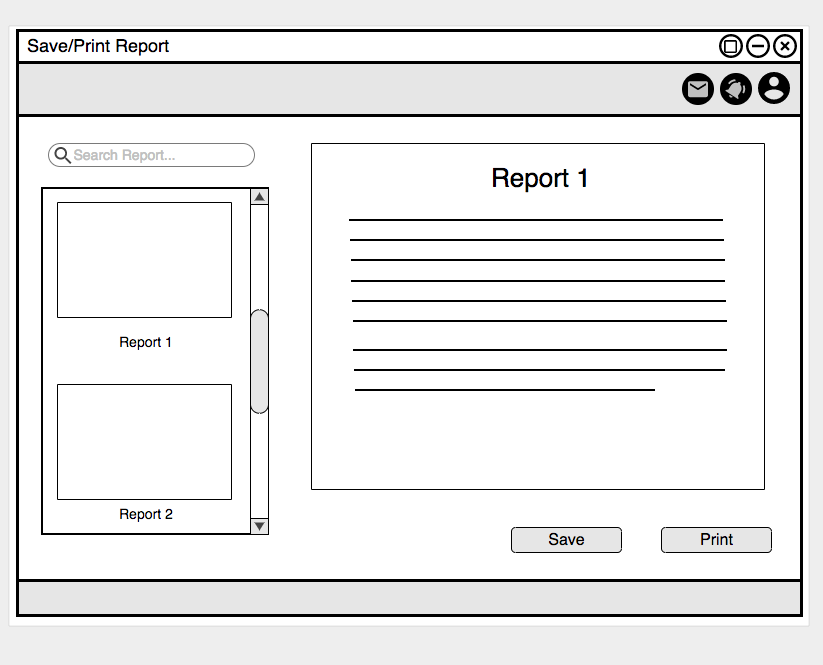 Save/Print Report
Search Report...
Report 1
Report 2
Report 1
Save
Print